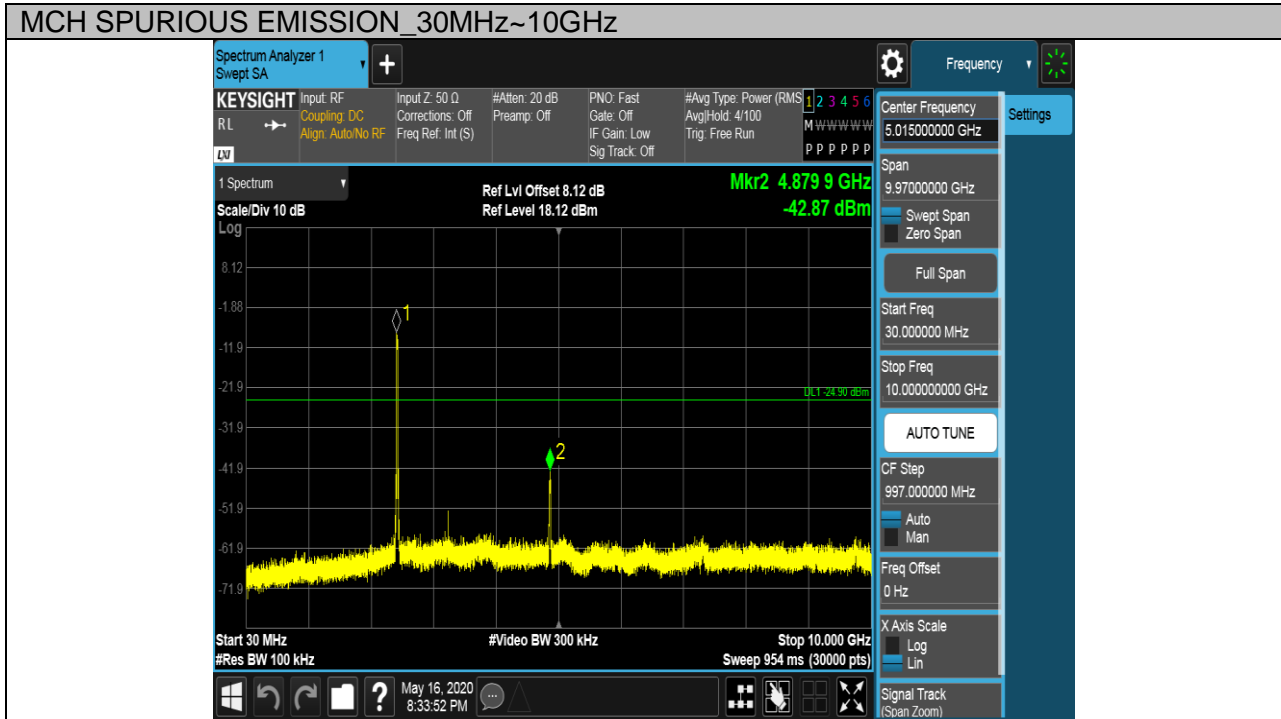 MCH SPURIOUS EMISSION_30MHz~10GHz
Spectrum Analyzer 1
Swept SA
+
Frequency
KEYSIGHT
RL
LXI
Input: RF
Coupling: DC
Align: Auto/No RF
Input Z: 50 Ω
Corrections: Off
Freq Ref: Int (S)
#Atten: 20 dB
Preamp: Off
PNO: Fast
Gate: Off
IF Gain: Low
Sig Track: Off
#Avg Type: Power (RMS
Avg|Hold: 4/100
Trig: Free Run
1 2 3 4 5 6
M W W W W W
P P P P P P
1 Spectrum
Scale/Div 10 dB
Ref Lvl Offset 8.12 dB
Ref Level 18.12 dBm
Mkr2 4.879 9 GHz
-42.87 dBm
Log
8.12
-1.88
-11.9
-21.9
-31.9
-41.9
-51.9
-61.9
-71.9
1
2
DL1 -24.90 dBm
Start 30 MHz
#Res BW 100 kHz
#Video BW 300 kHz
Stop 10.000 GHz
Sweep 954 ms (30000 pts)
Center Frequency
5.015000000 GHz
Settings
Span
9.97000000 GHz
Swept Span
Zero Span
Full Span
Start Freq
30.000000 MHz
Stop Freq
10.000000000 GHz
AUTO TUNE
CF Step
997.000000 MHz
Auto
Man
Freq Offset
0 Hz
X Axis Scale
Log
Lin
Signal Track
(Span Zoom)
?
May 16, 2020
8:33:52 PM